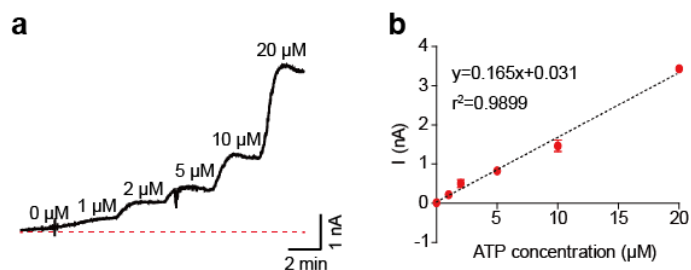 a
20 µM
10 µM
5 µM
2 µM
1 µM
0 µM
1 nA
2 min
b
y=0.165x+0.031
r²=0.9899
I (nA)
4
3
2
1
0
-1
5
10
15
20
ATP concentration (µM)